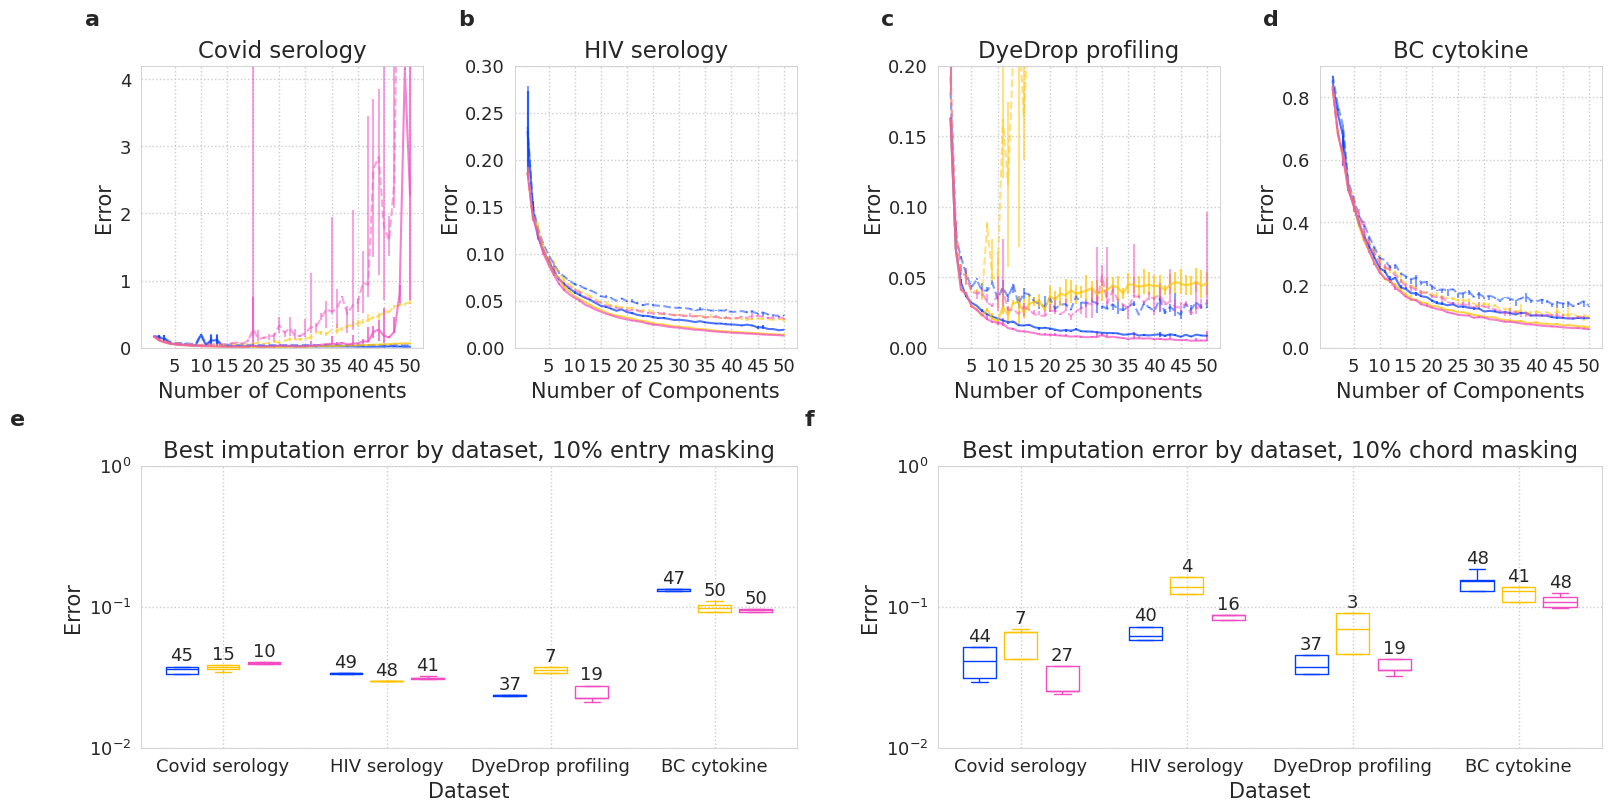 a
Covid serology
Error
4
3
2
1
0
5 10 15 20 25 30 35 40 45 50
Number of Components
b
HIV serology
Error
0.30
0.25
0.20
0.15
0.10
0.05
0.00
5 10 15 20 25 30 35 40 45 50
Number of Components
c
DyeDrop profiling
Error
0.20
0.15
0.10
0.05
0.00
5 10 15 20 25 30 35 40 45 50
Number of Components
d
BC cytokine
Error
0.8
0.6
0.4
0.2
0.0
5 10 15 20 25 30 35 40 45 50
Number of Components
e
Best imputation error by dataset, 10% entry masking
Error
10⁰
10⁻¹
10⁻²
45 15 10
49 48 41
37 7 19
47 50 50
Covid serology HIV serology DyeDrop profiling BC cytokine
Dataset
f
Best imputation error by dataset, 10% chord masking
Error
10⁰
10⁻¹
10⁻²
44 7 27
40 4 16
37 3 19
48 41 48
Covid serology HIV serology DyeDrop profiling BC cytokine
Dataset